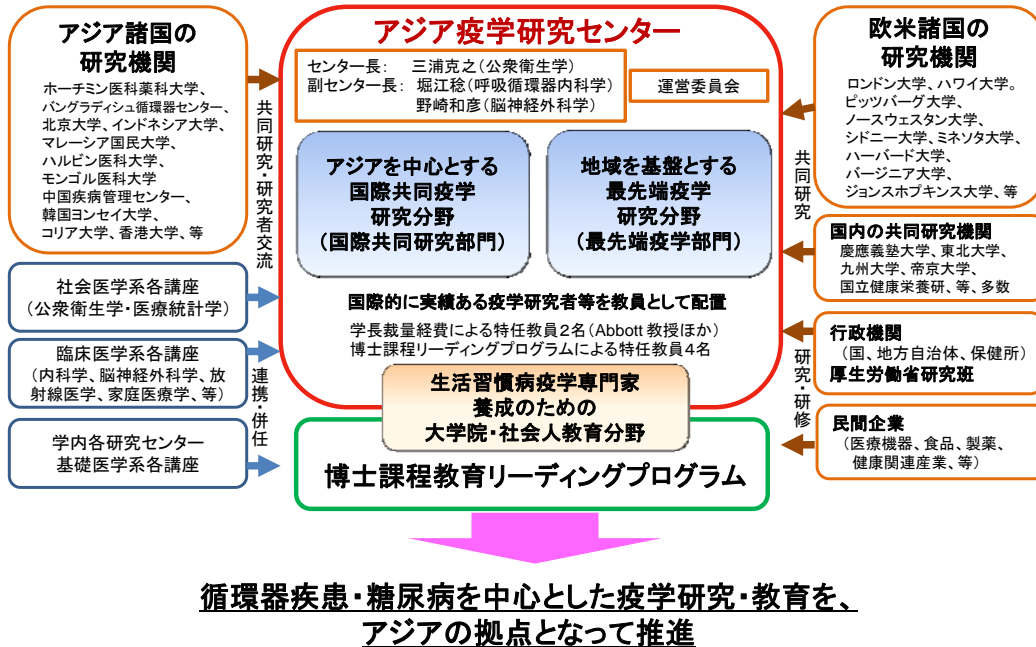 アジア諸国の
研究機関
ホーチミン医科薬科大学、
バングラディシュ循環器センター、
北京大学、インドネシア大学、
マレーシア国民大学、
ハルビン医科大学、
モンゴル医科大学
中国疾病管理センター、
韓国ヨンセイ大学、
コリア大学、香港大学、等
共同研究・研究者交流
社会医学系各講座
(公衆衛生学・医療統計学)
臨床医学系各講座
(内科学、脳神経外科学、放
射線医学、家庭医療学、等)
学内各研究センター
基礎医学系各講座
連携・併任
アジア疫学研究センター
センター長: 三浦克之(公衆衛生学)
副センター長: 堀江稔(呼吸循環器内科学)
野崎和彦(脳神経外科学)
運営委員会
アジアを中心とする
国際共同疫学
研究分野
(国際共同研究部門)
地域を基盤とする
最先端疫学
研究分野
(最先端疫学部門)
国際的に実績ある疫学研究者等を教員として配置
学長裁量経費による特任教員2名(Abbott 教授ほか)
博士課程リーディングプログラムによる特任教員4名
生活習慣病疫学専門家
養成のための
大学院・社会人教育分野
博士課程教育リーディングプログラム
欧米諸国の
研究機関
ロンドン大学、ハワイ大学。
ピッツバーグ大学、
ノースウェスタン大学、
シドニー大学、ミネソタ大学、
ハーバード大学、
バージニア大学、
ジョンスホプキンス大学、等
共同研究
国内の共同研究機関
慶應義塾大学、東北大学、
九州大学、帝京大学、
国立健康栄養研、等、多数
行政機関
(国、地方自治体、保健所)
厚生労働省研究班
研究・研修
民間企業
(医療機器、食品、製薬、
健康関連産業、等)
循環器疾患・糖尿病を中心とした疫学研究・教育を、
アジアの拠点となって推進